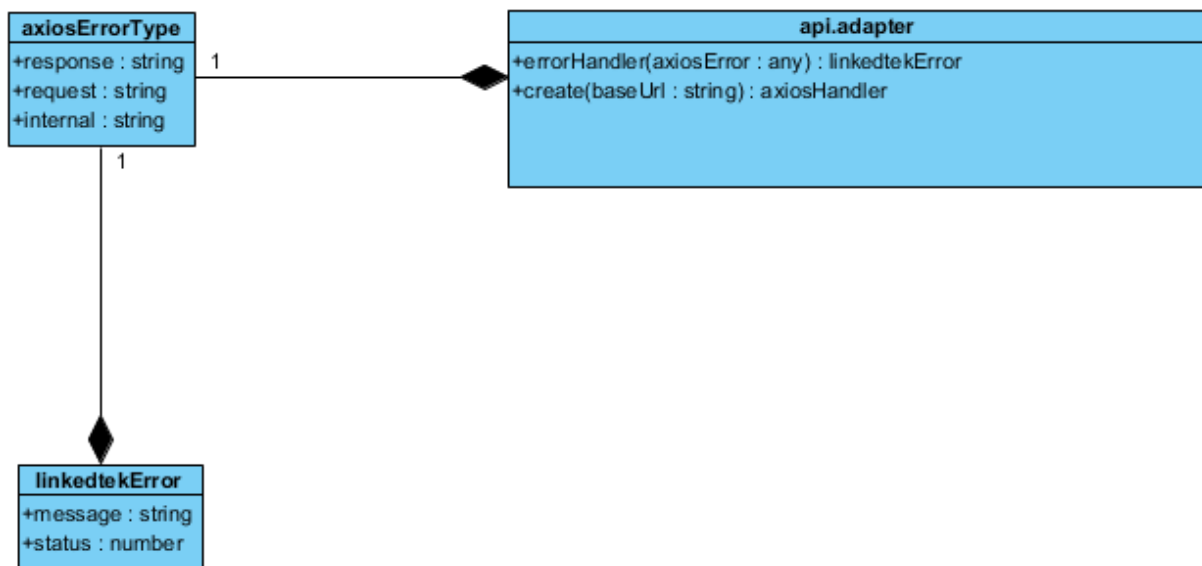 axiosErrorType
+response : string
+request : string
+internal : string
1
1
api.adapter
+errorHandler(axiosError : any) : linkedtekError
+create(baseUrl : string) : axiosHandler
linkedtekError
+message : string
+status : number